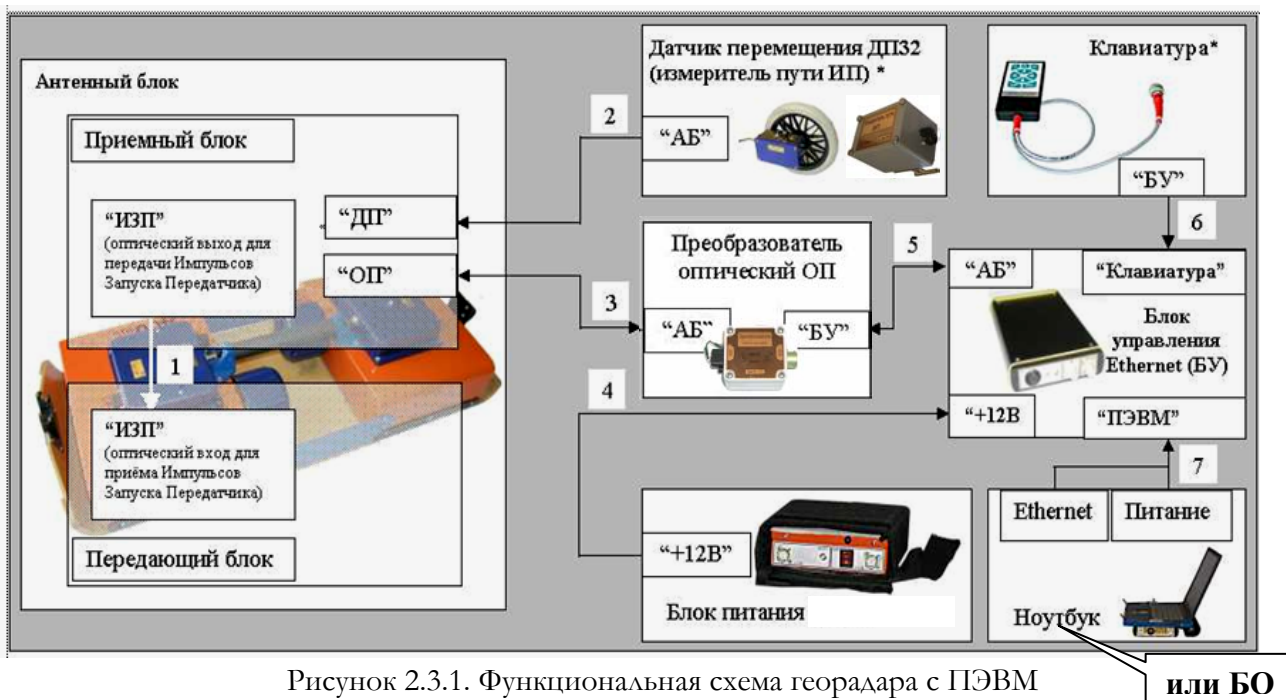 Антенный блок
Приемный блок
“ИЗП”
(оптический выход для
передачи Импульсов
Запуска Передатчика)
“ДП”
“ОП”
1
“ИЗП”
(оптический вход для
приёма Импульсов
Запуска Передатчика)
Передающий блок
Датчик перемещения ДП32
(измеритель пути ИП) *
2
“АБ”
Клавиатура*
“БУ”
6
Преобразователь
оптический ОП
3
“АБ”
“БУ”
5
“АБ”
“Клавиатура”
Блок
управления
Ethernet (БУ)
“+12В”
“ПЭВМ”
4
“+12В”
Блок питания
7
Ethernet
Питание
Ноутбук
или БО
Рисунок 2.3.1. Функциональная схема георадара с ПЭВМ